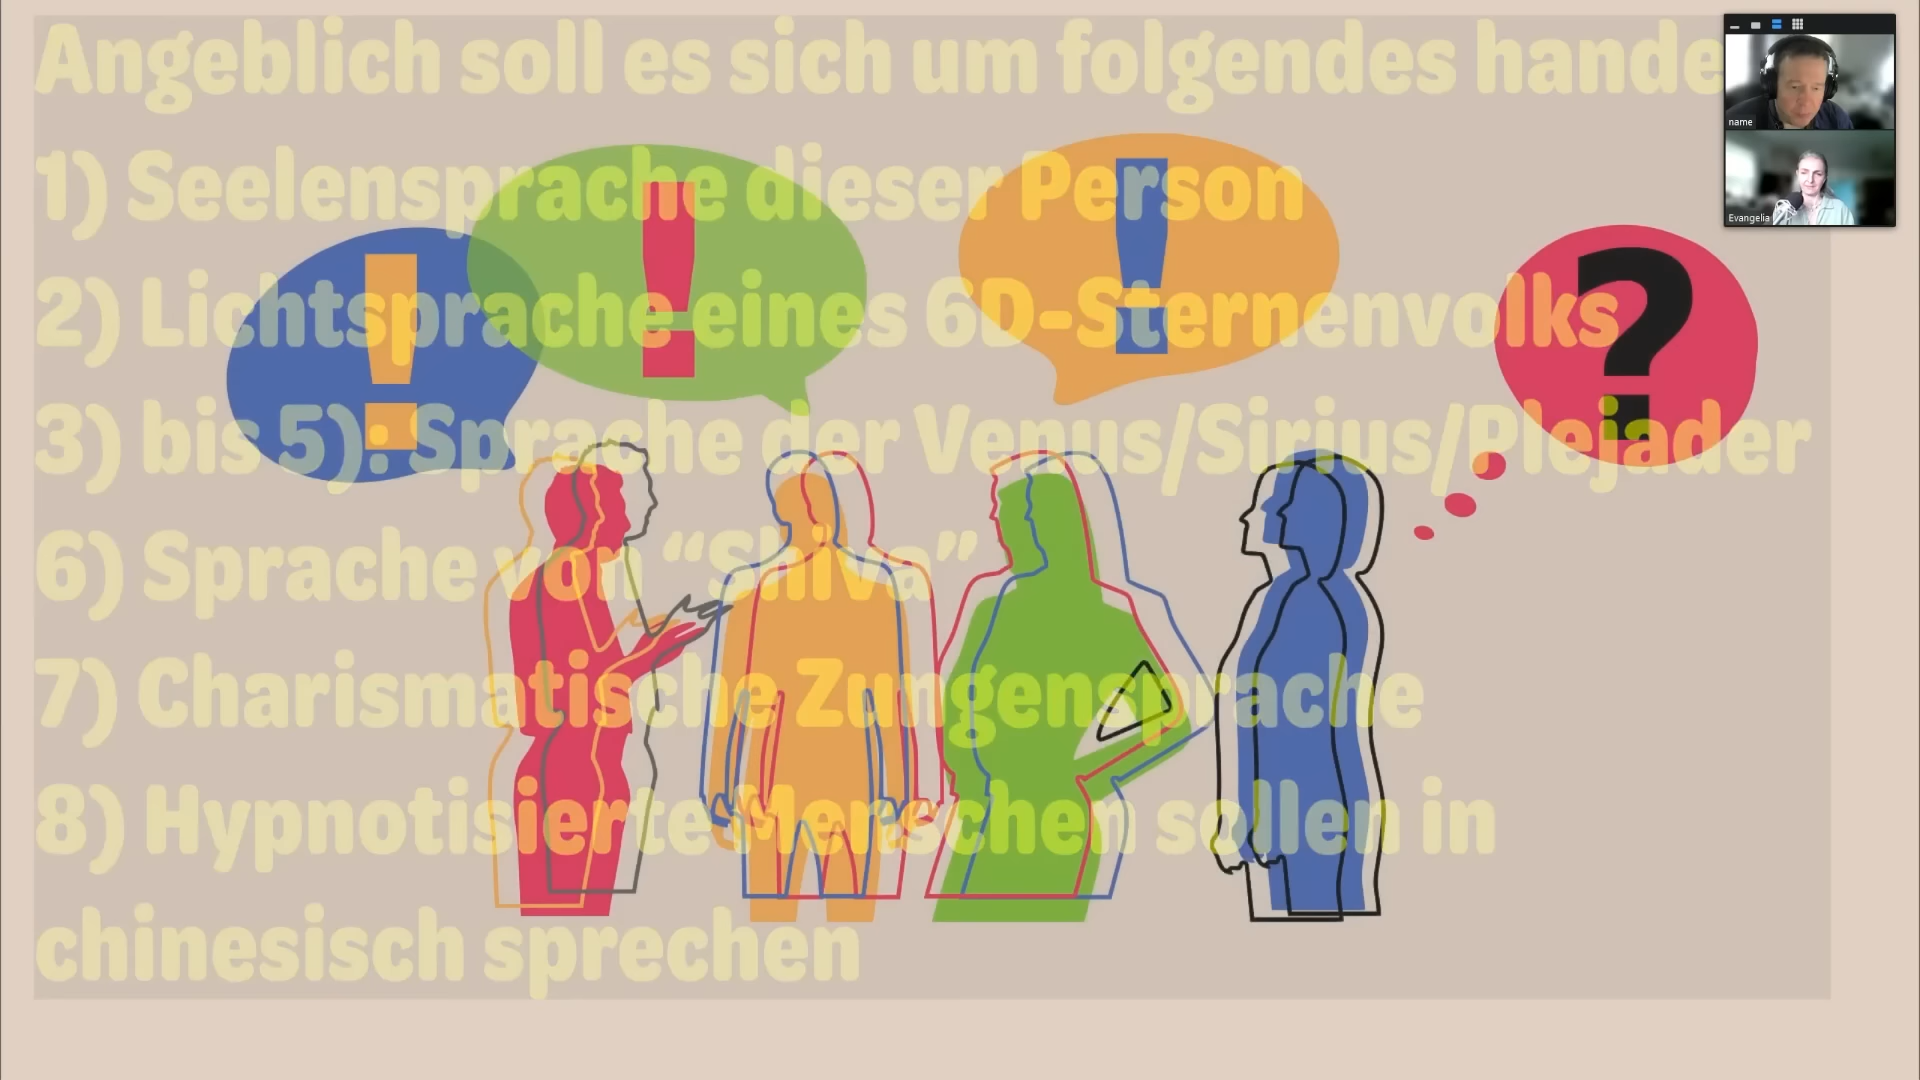 Angeblich soll es sich um folgendes hande
1) Seelensprache dieser Person
2) Lichtsprache eines 6D-Sternenvolks
3) bis 5): Sprache der Venus/Sirius/Plejader
6) Sprache von “Shiva”
7) Charismatische Zungensprache
8) Hypnotisierte Menschen sollen in
chinesisch sprechen
! ! ! ?
name
Evangelia